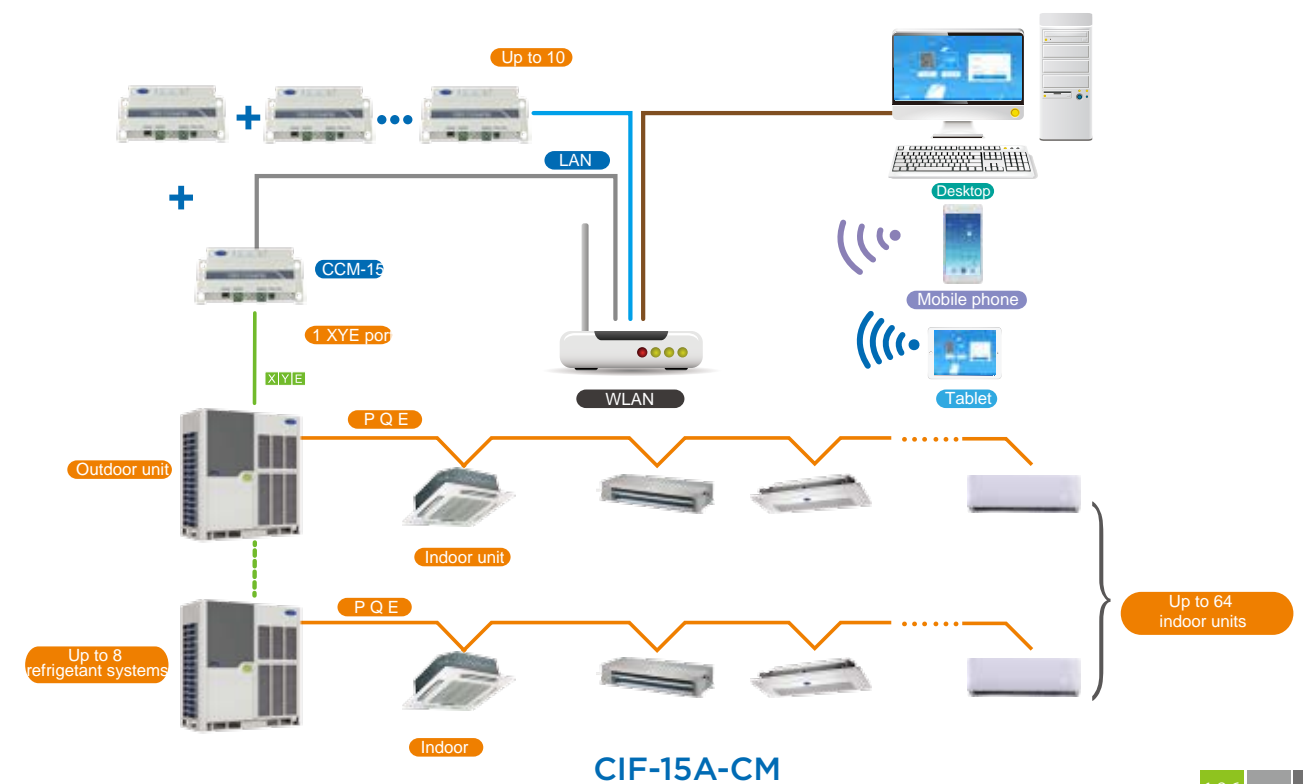 Up to 10
LAN
Desktop
CCM-15
Mobile phone
1 XYE por
X Y E
WLAN
Tablet
P Q E
Outdoor unit
Indoor unit
P Q E
Up to 64
indoor units
Up to 8
refrigetant systems
Indoor
CIF-15A-CM